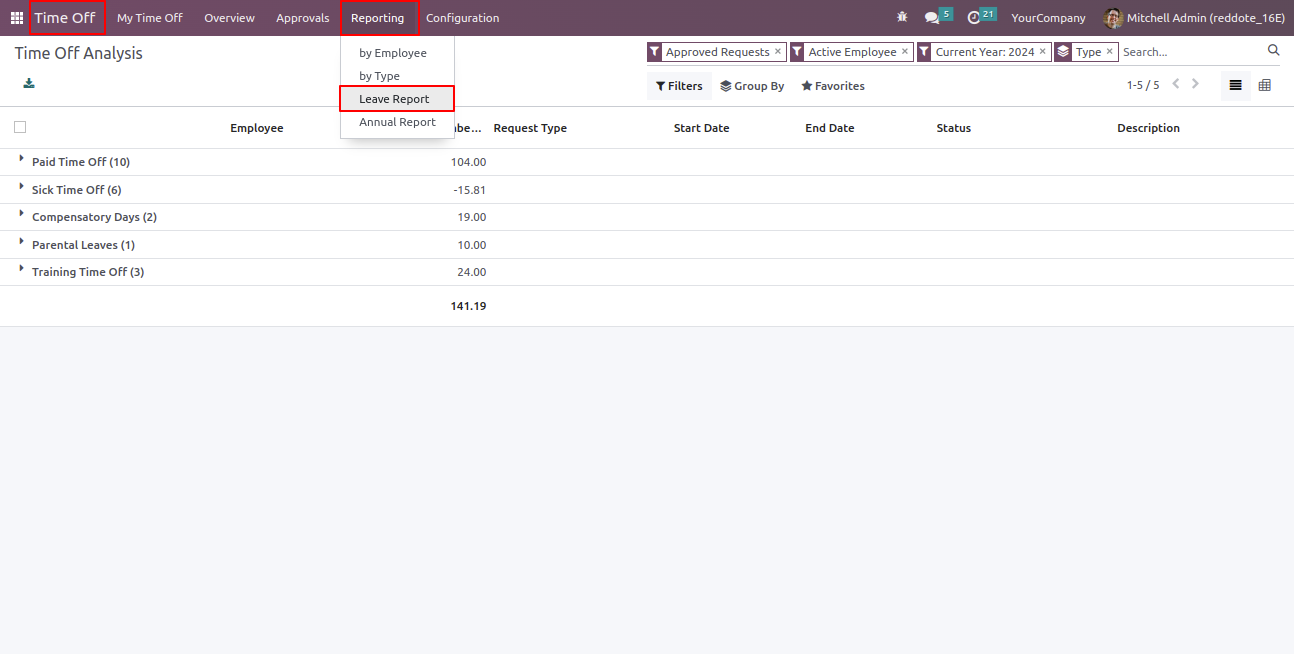 Time Off My Time Off Overview Approvals Reporting Configuration 5 21 YourCompany Mitchell Admin (reddote_16E)
Time Off Analysis
by Employee
by Type
Leave Report
Annual Report
Approved Requests × Active Employee × Current Year: 2024 × Type × Search...
Filters Group By Favorites 1-5 / 5
Employee Request Type Start Date End Date Status Description
Paid Time Off (10) 104.00
Sick Time Off (6) -15.81
Compensatory Days (2) 19.00
Parental Leaves (1) 10.00
Training Time Off (3) 24.00
141.19